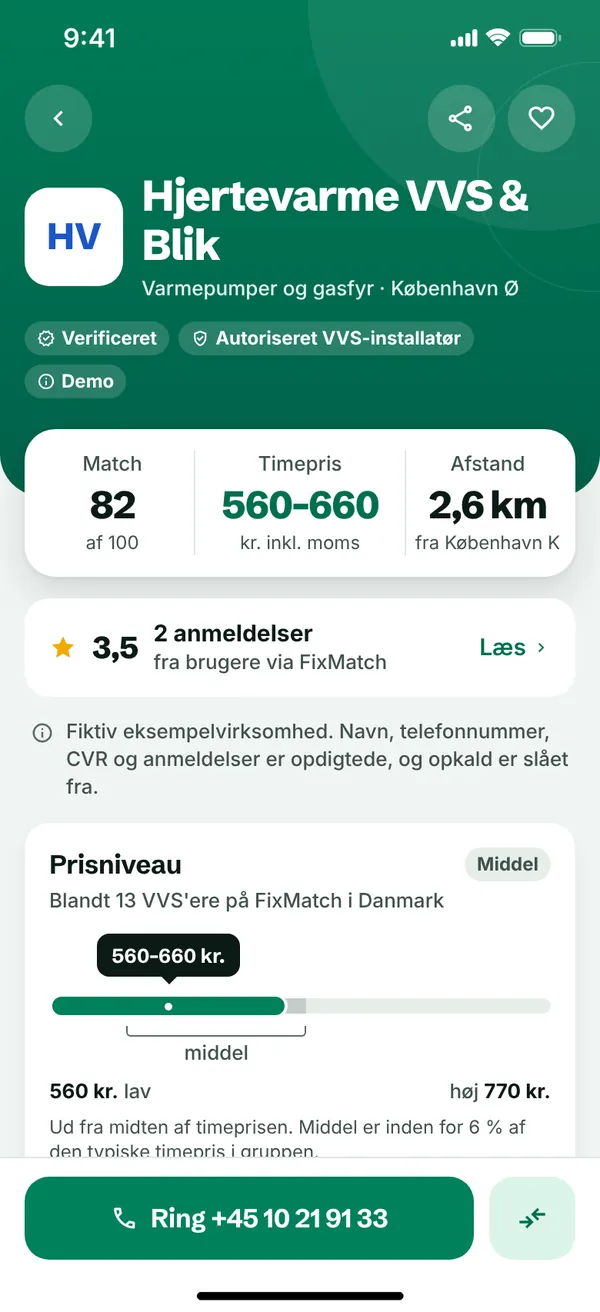 9:41
Hjertevarme VVS &
Blik
HV
Varmepumper og gasfyr · København Ø
Verificeret
Autoriseret VVS-installatør
Demo
Match
Timepris
Afstand
82
560–660
2,6 km
af 100
kr. inkl. moms
fra København K
3,5
2 anmeldelser
fra brugere via FixMatch
Læs
Fiktiv eksempelvirksomhed. Navn, telefonnummer,
CVR og anmeldelser er opdigtede, og opkald er slået
fra.
Prisniveau
Middel
Blandt 13 VVS'ere på FixMatch i Danmark
560–660 kr.
middel
560 kr. lav
høj 770 kr.
Ud fra midten af timeprisen. Middel er inden for 6 % af
den typiske timepris i gruppen.
Ring +45 10 21 91 33